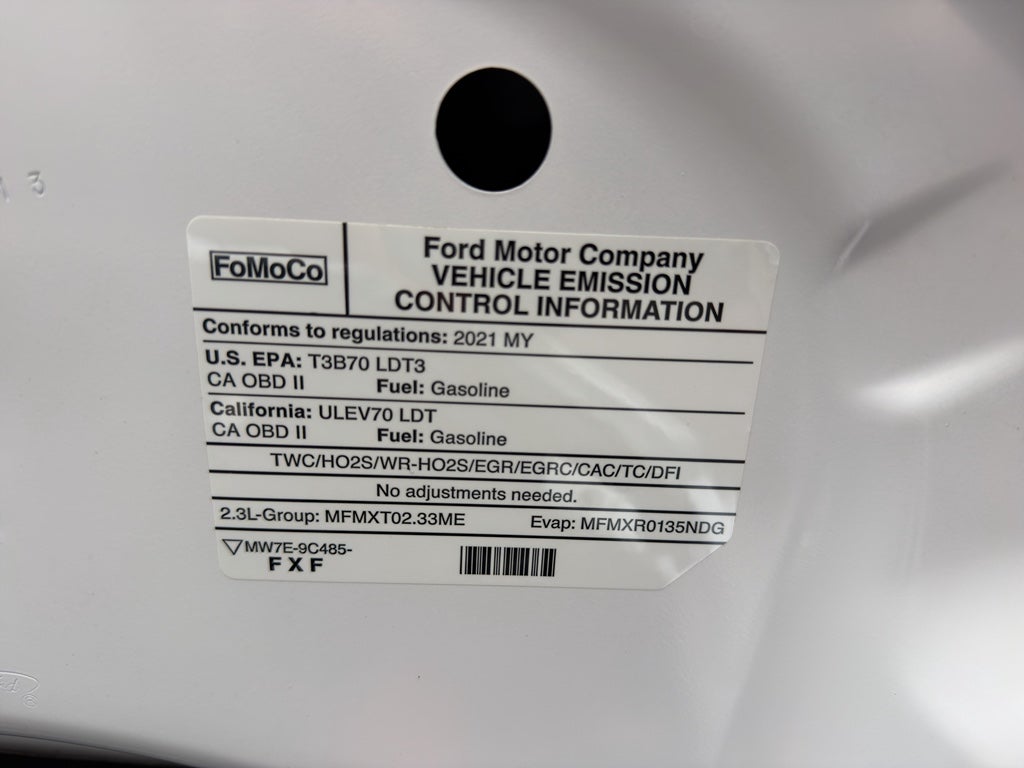 3
FoMoCo
Ford Motor Company
VEHICLE EMISSION
CONTROL INFORMATION
Conforms to regulations: 2021 MY
U.S. EPA: T3B70 LDT3
CA OBD II Fuel: Gasoline
California: ULEV70 LDT
CA OBD II Fuel: Gasoline
TWC/HO2S/WR-HO2S/EGR/EGRC/CAC/TC/DFI
No adjustments needed.
2.3L-Group: MFMXT02.33ME Evap: MFMXR0135NDG
MW7E-9C485-
FXF